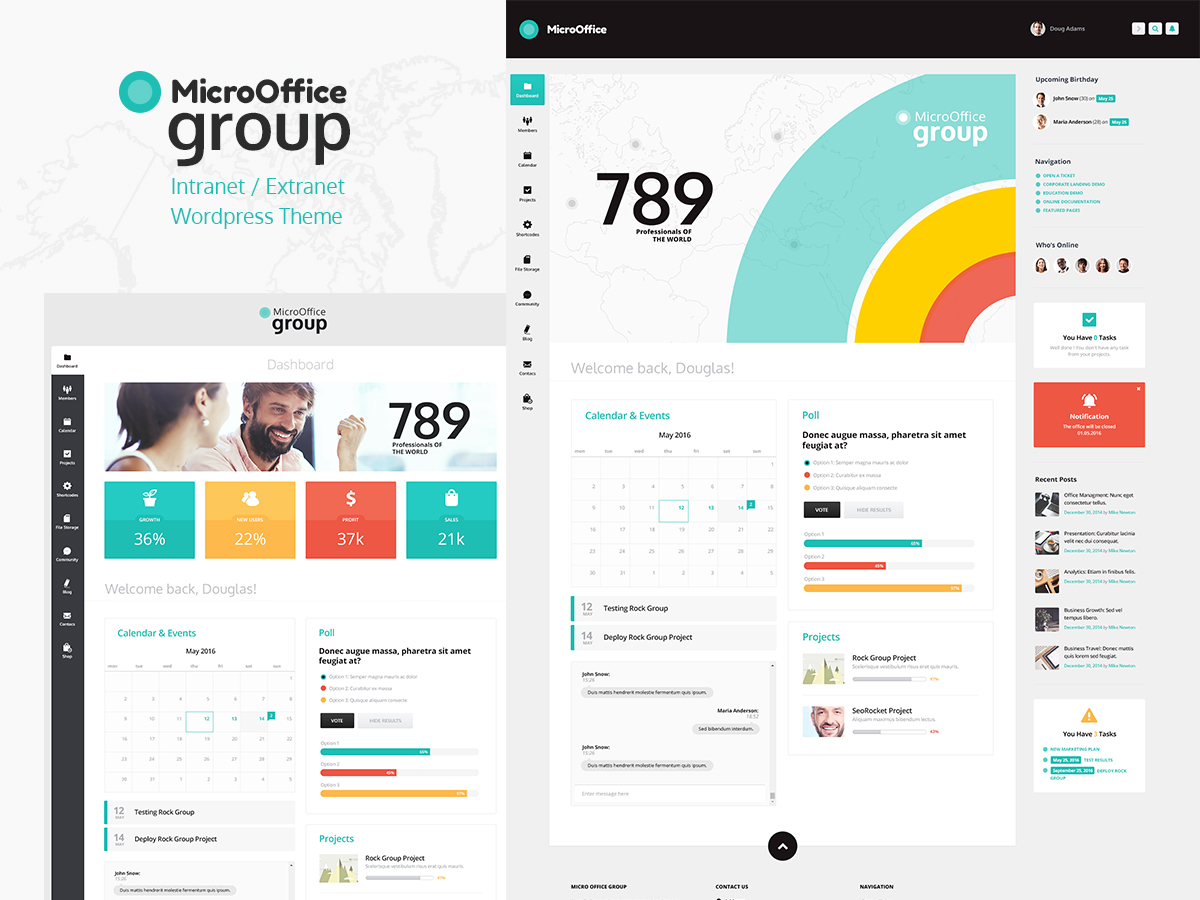 MicroOffice
group
Intranet / Extranet
Wordpress Theme
MicroOffice
group
Dashboard
Dashboard
Members
Calendar
Projects
Shortcodes
File Storage
Community
Blog
Contacs
Shop
789
Professionals OF
THE WORLD
GROWTH
36%
NEW USERS
22%
PROFIT
37k
SALES
21k
Welcome back, Douglas!
Calendar & Events
May 2016
mon tue wed thu fri sat sun
1
2 3 4 5 6 7 8
9 10 11 12 13 14 2 15
16 17 18 19 20 21 22
23 24 25 26 27 28 29
30 31 1 2 3 4 5
12 MAY Testing Rock Group
14 MAY Deploy Rock Group Project
John Snow:
15:26
Duis mattis hendrerit molestie fermentum quis ipsum.
Poll
Donec augue massa, pharetra sit amet
feugiat at?
Option 1: Semper magna mauris ac dolor
Option 2: Curabitur ex massa
Option 3: Quisque aliquam consecte
VOTE HIDE RESULTS
Option 1
69%
Option 2
45%
Option 3
97%
Projects
Rock Group Project
Scelerisque vestibulum risus erat quis mauris.
97%
MicroOffice
Doug Adams
Dashboard
Members
Calendar
Projects
Shortcodes
File Storage
Community
Blog
Contacs
Shop
789
Professionals OF
THE WORLD
MicroOffice
group
Welcome back, Douglas!
Calendar & Events
May 2016
mon tue wed thu fri sat sun
1
2 3 4 5 6 7 8
9 10 11 12 13 14 2 15
16 17 18 19 20 21 22
23 24 25 26 27 28 29
30 31 1 2 3 4 5
12 MAY Testing Rock Group
14 MAY Deploy Rock Group Project
John Snow:
15:26
Duis mattis hendrerit molestie fermentum quis ipsum.
Maria Anderson:
18:52
Sed bibendum interdum.
John Snow:
15:26
Duis mattis hendrerit molestie fermentum quis ipsum.
Enter message here
Poll
Donec augue massa, pharetra sit amet
feugiat at?
Option 1: Semper magna mauris ac dolor
Option 2: Curabitur ex massa
Option 3: Quisque aliquam consecte
VOTE HIDE RESULTS
Option 1
69%
Option 2
45%
Option 3
97%
Projects
Rock Group Project
Scelerisque vestibulum risus erat quis mauris.
97%
SeoRocket Project
Aliquam maximus bibendum lectus.
43%
Upcoming Birthday
John Snow (30) on May 25
Maria Anderson (28) on May 26
Navigation
OPEN A TICKET
CORPORATE LANDING DEMO
EDUCATION DEMO
ONLINE DOCUMENTATION
FEATURED PAGES
Who's Online
You Have 0 Tasks
Well done ! You don't have any task
from your projects.
Notification
The office will be closed
01.05.2016
Recent Posts
Office Managment: Nunc eget
consectetur tellus.
December 30, 2014 by Mike Newton
Presentation: Curabitur lacinia
velit nec dui consequat.
December 30, 2014 by Mike Newton
Analytics: Etiam in finibus felis.
December 30, 2014 by Mike Newton
Business Growth: Sed vel
tempus libero.
December 30, 2014 by Mike Newton
Business Travel: Donec mattis
quis lorem sed feugiat.
December 30, 2014 by Mike Newton
You Have 3 Tasks
NEW MARKETING PLAN
May 25, 2016 TEST RESULTS
September 25, 2016 DEPLOY ROCK
GROUP
MICRO OFFICE GROUP CONTACT US NAVIGATION